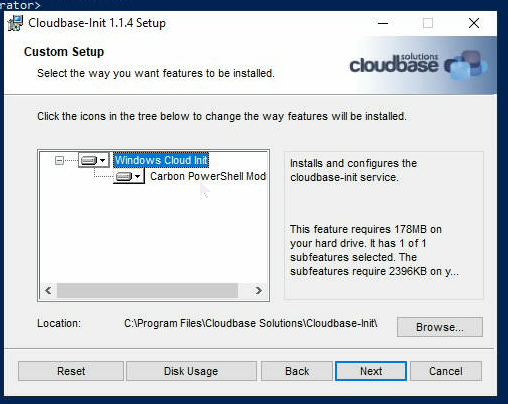 rator>
Cloudbase-Init 1.1.4 Setup
Custom Setup
Select the way you want features to be installed.
cloudbase solutions
Click the icons in the tree below to change the way features will be installed.
Windows Cloud Init
Carbon PowerShell Mod
Installs and configures the
cloudbase-init service.
This feature requires 178MB on
your hard drive. It has 1 of 1
subfeatures selected. The
subfeatures require 2396KB on y...
Location:
C:\Program Files\Cloudbase Solutions\Cloudbase-Init\
Browse...
Reset
Disk Usage
Back
Next
Cancel